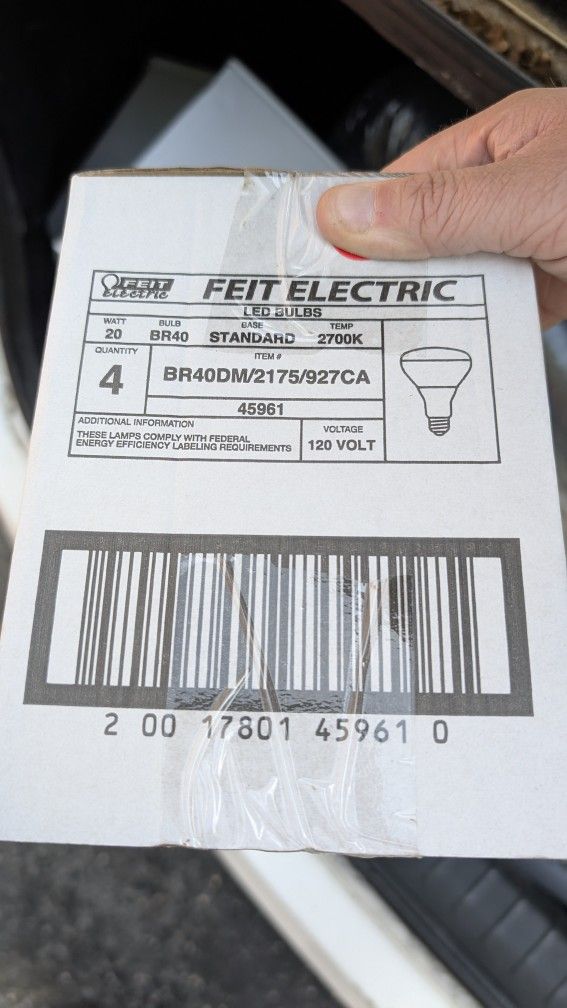 FEIT
electric
FEIT ELECTRIC
LED BULBS
WATT BULB BASE TEMP
20 BR40 STANDARD 2700K
QUANTITY
4
ITEM #
BR40DM/2175/927CA
45961
ADDITIONAL INFORMATION
THESE LAMPS COMPLY WITH FEDERAL
ENERGY EFFICIENCY LABELING REQUIREMENTS
VOLTAGE
120 VOLT
2 00 17801 45961 0